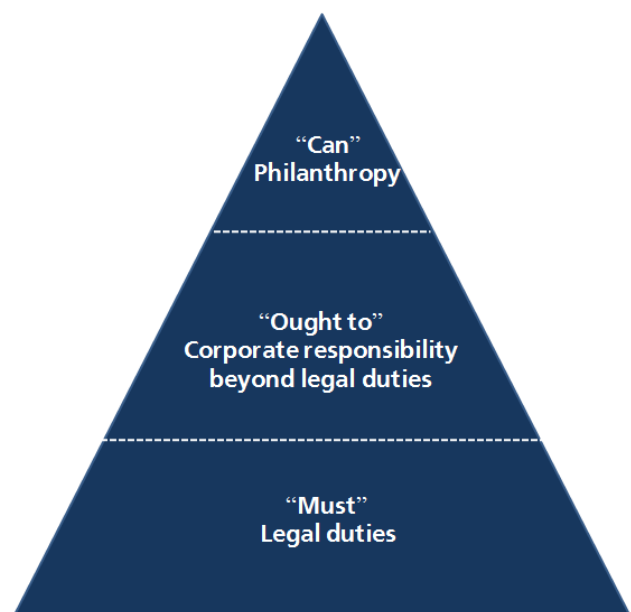 “Can”
Philanthropy
“Ought to”
Corporate responsibility
beyond legal duties
“Must”
Legal duties